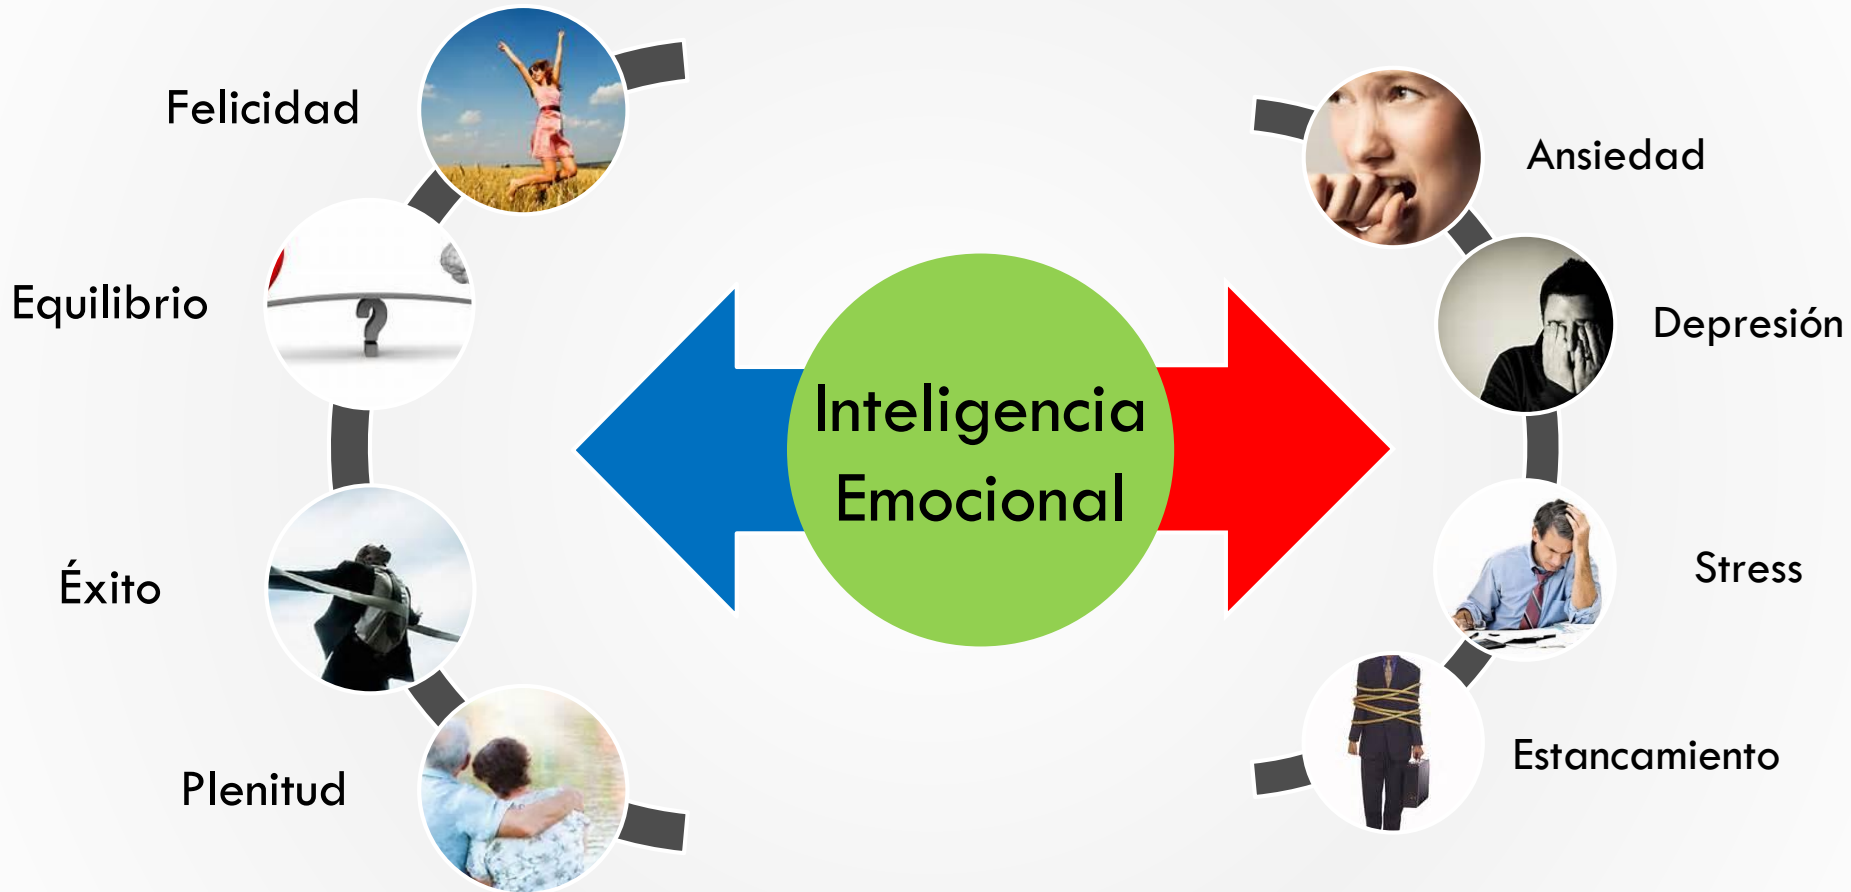 Felicidad
Equilibrio
Éxito
Plenitud
Inteligencia
Emocional
Ansiedad
Depresión
Stress
Estancamiento